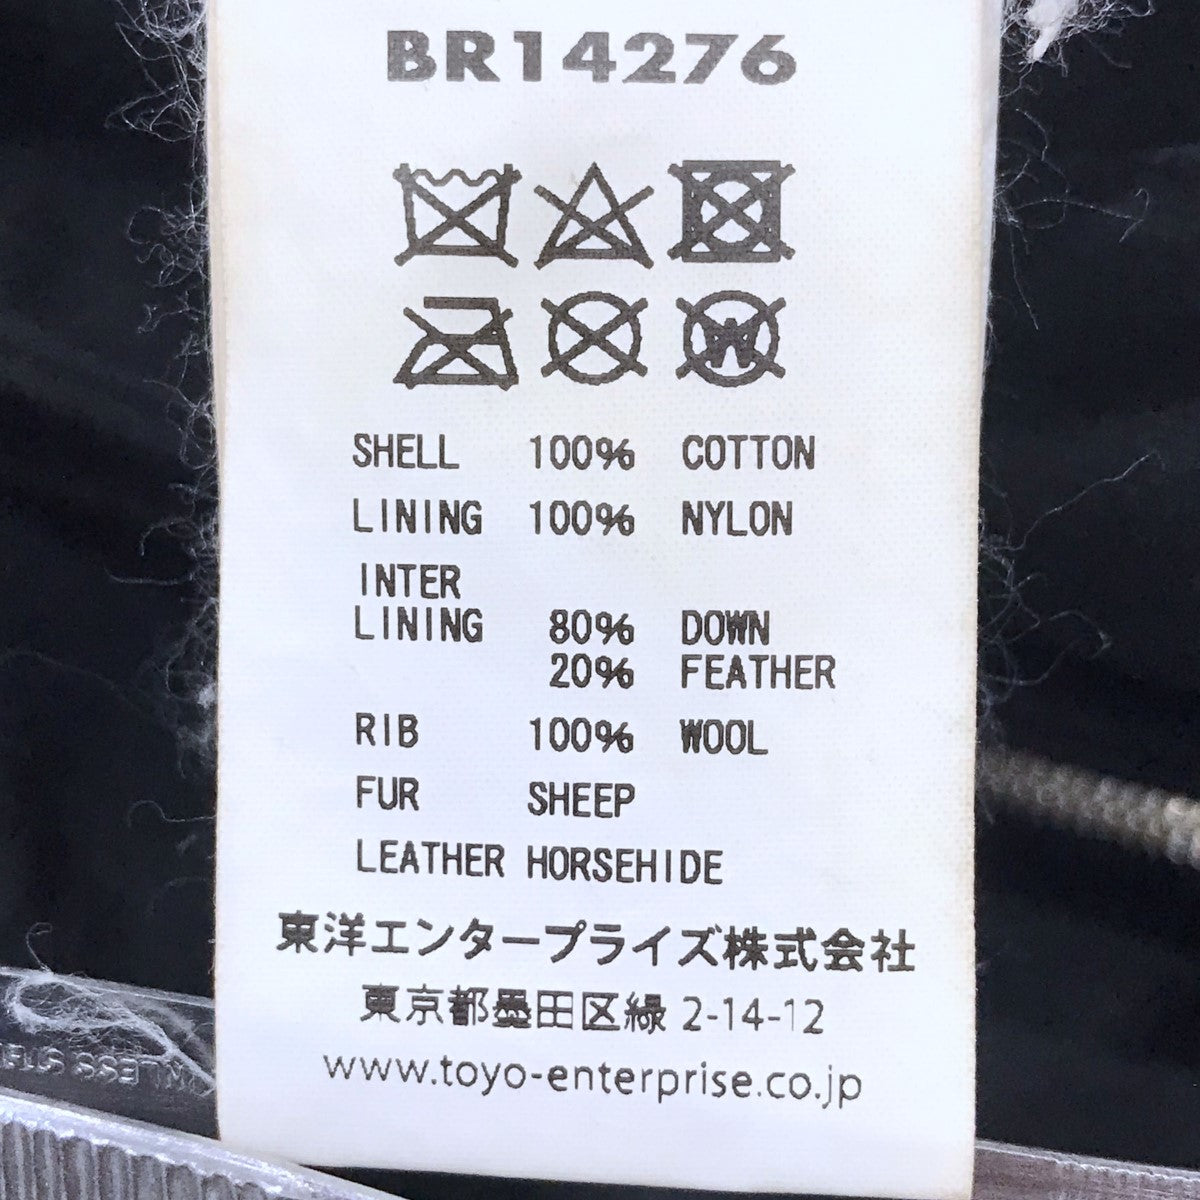 BR14276
SHELL 100% COTTON
LINING 100% NYLON
INTER
LINING 80% DOWN
20% FEATHER
RIB 100% WOOL
FUR SHEEP
LEATHER HORSEHIDE
東洋エンタープライズ株式会社
東京都墨田区緑 2-14-12
www.toyo-enterprise.co.jp